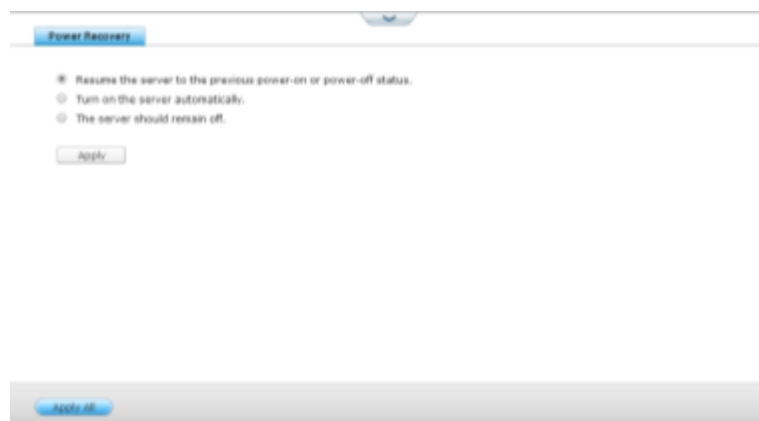 Power Recovery
Resume the server to the previous power-on or power-off status.
Turn on the server automatically.
The server should remain off.
Apply
Apply All